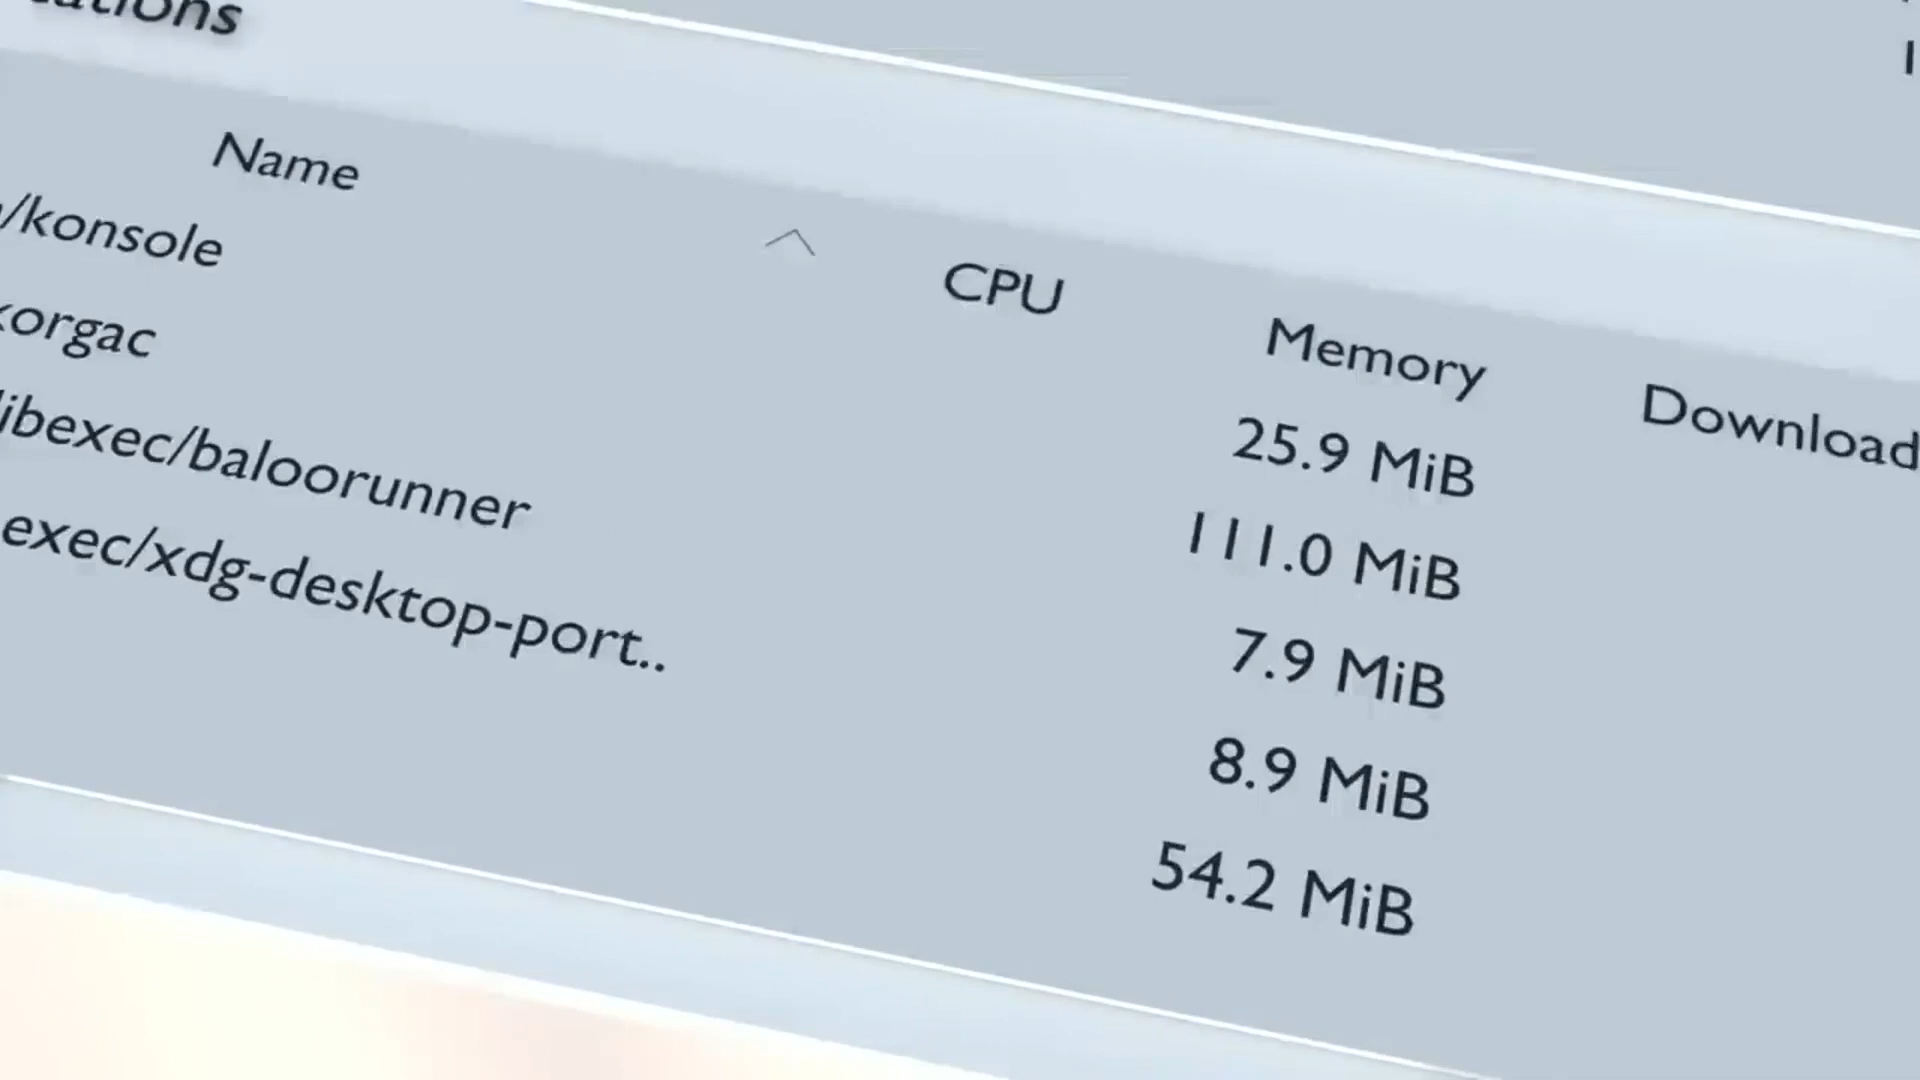 Name CPU Memory Download
/konsole 25.9 MiB
korgac 111.0 MiB
libexec/baloorunner 7.9 MiB
exec/xdg-desktop-port.. 8.9 MiB
54.2 MiB